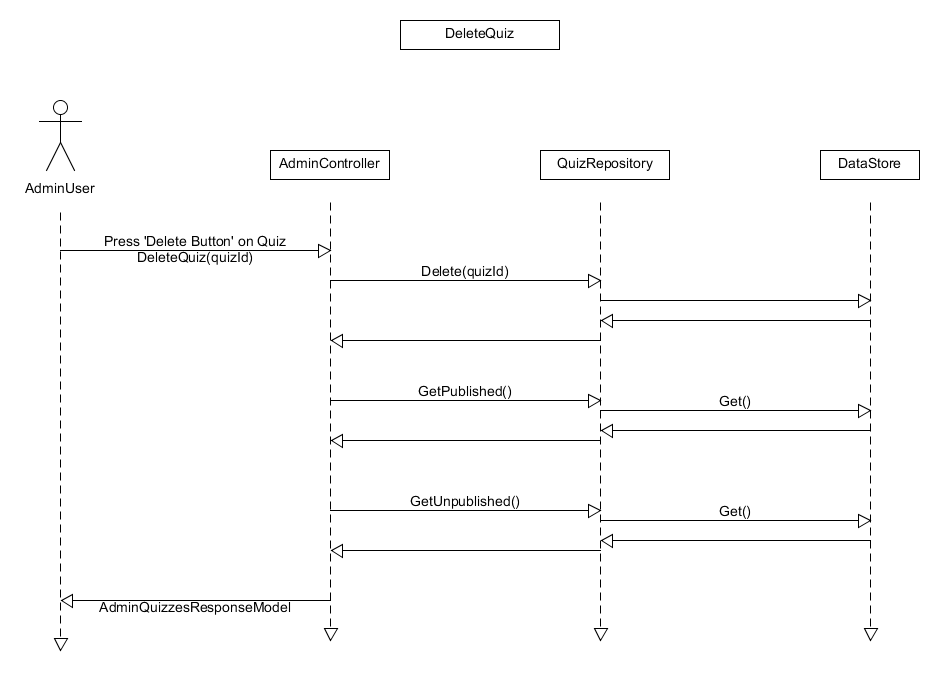 DeleteQuiz
AdminController
QuizRepository
DataStore
AdminUser
Press 'Delete Button' on Quiz
DeleteQuiz(quizId)
Delete(quizId)
GetPublished()
Get()
GetUnpublished()
Get()
AdminQuizzesResponseModel